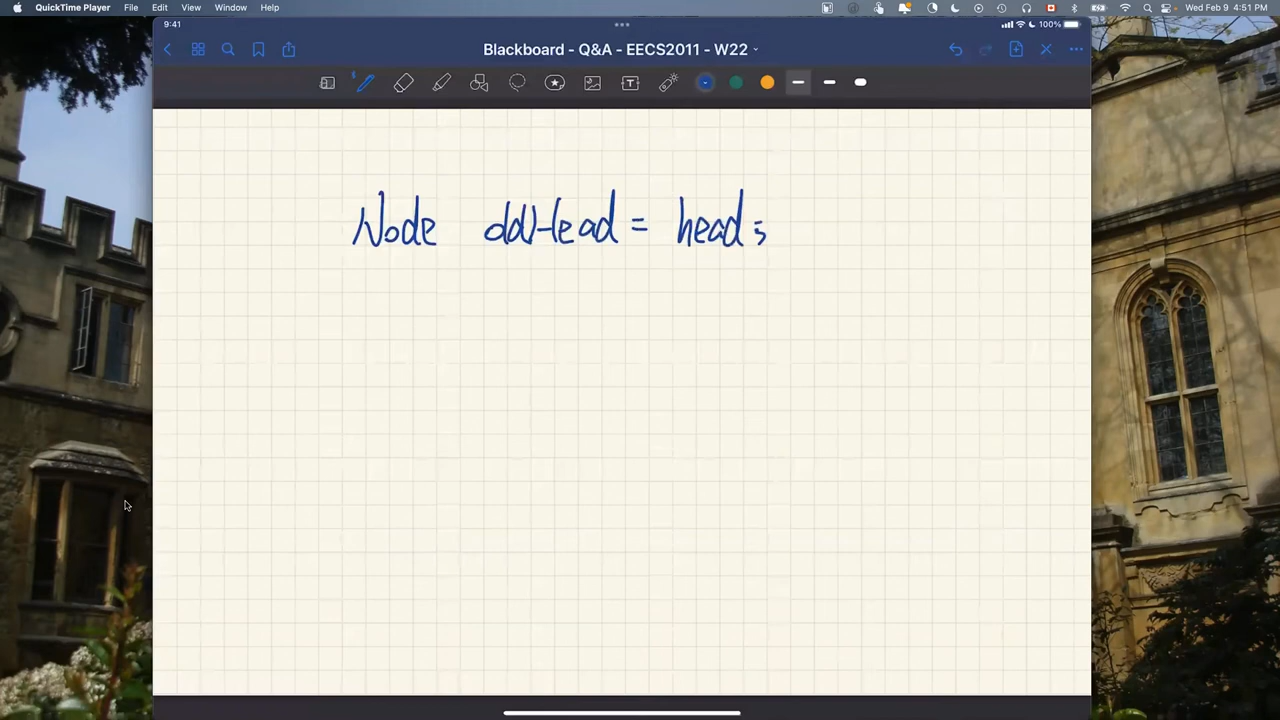 QuickTime Player File Edit View Window Help Wed Feb 9 4:51 PM
9:41 100%
Blackboard - Q&A - EECS2011 - W22
Node oldHead = head;